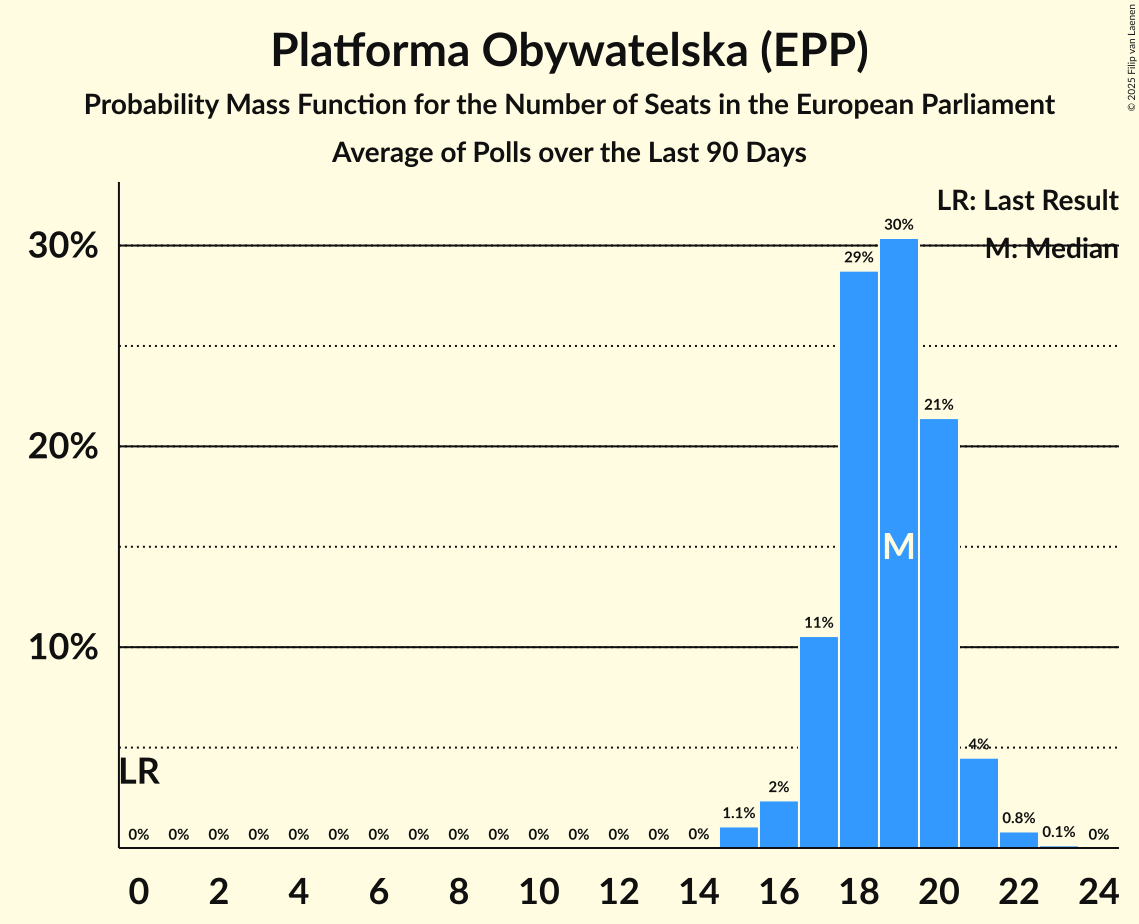 Platforma Obywatelska (EPP)
Probability Mass Function for the Number of Seats in the European Parliament
Average of Polls over the Last 90 Days
© 2025 Filip van Laenen
LR: Last Result
M: Median
30%
20%
10%
LR
M
0% 0% 0% 0% 0% 0% 0% 0% 0% 0% 0% 0% 0% 0% 0% 1.1% 2% 11% 29% 30% 21% 4% 0.8% 0.1% 0%
0 2 4 6 8 10 12 14 16 18 20 22 24